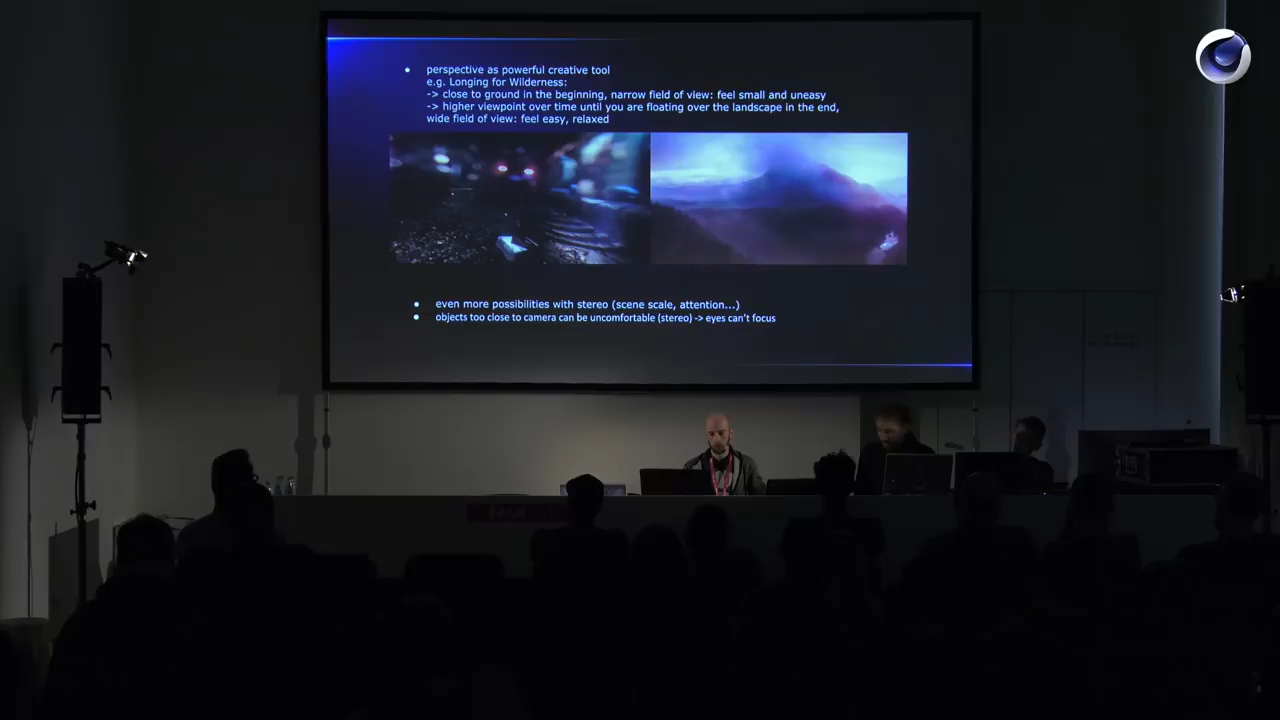 perspective as powerful creative tool
e.g. Longing for Wilderness:
-> close to ground in the beginning, narrow field of view: feel small and uneasy
-> higher viewpoint over time until you are floating over the landscape in the end,
wide field of view: feel easy, relaxed
even more possibilities with stereo (scene scale, attention...)
objects too close to camera can be uncomfortable (stereo) -> eyes can't focus